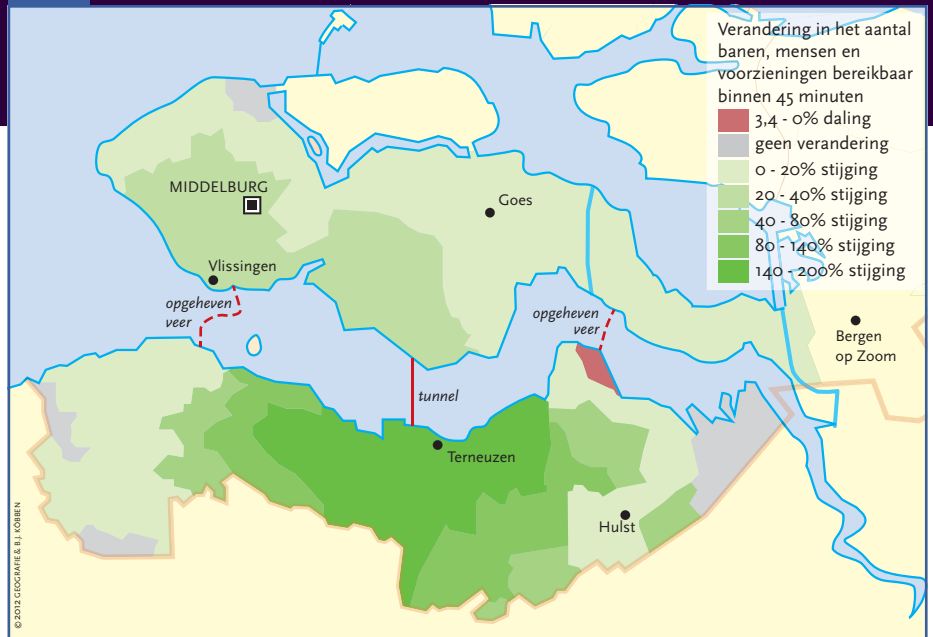 Verandering in het aantal
banen, mensen en
voorzieningen bereikbaar
binnen 45 minuten
3,4 - 0% daling
geen verandering
0 - 20% stijging
20 - 40% stijging
40 - 80% stijging
80 - 140% stijging
140 - 200% stijging
MIDDELBURG
Goes
Vlissingen
opgeheven
veer
opgeheven
veer
Bergen
op Zoom
tunnel
Terneuzen
Hulst
© 2012 GEOGRAFIE & B.J. KÖBBEN